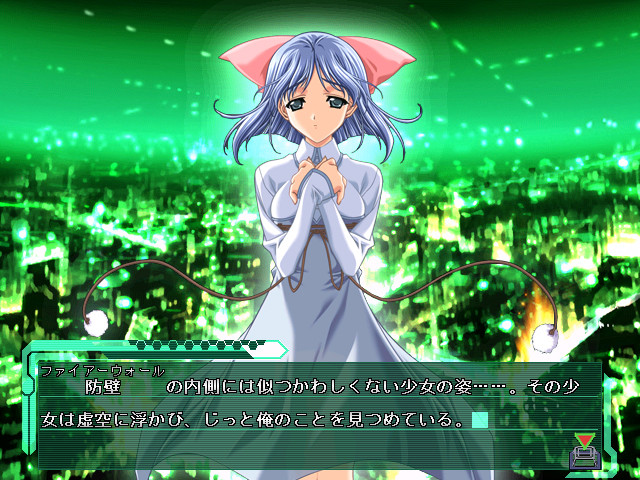 ファイアーウォール
防壁の内側には似つかわしくない少女の姿……。その少
女は虚空に浮かび、じっと俺のことを見つめている。